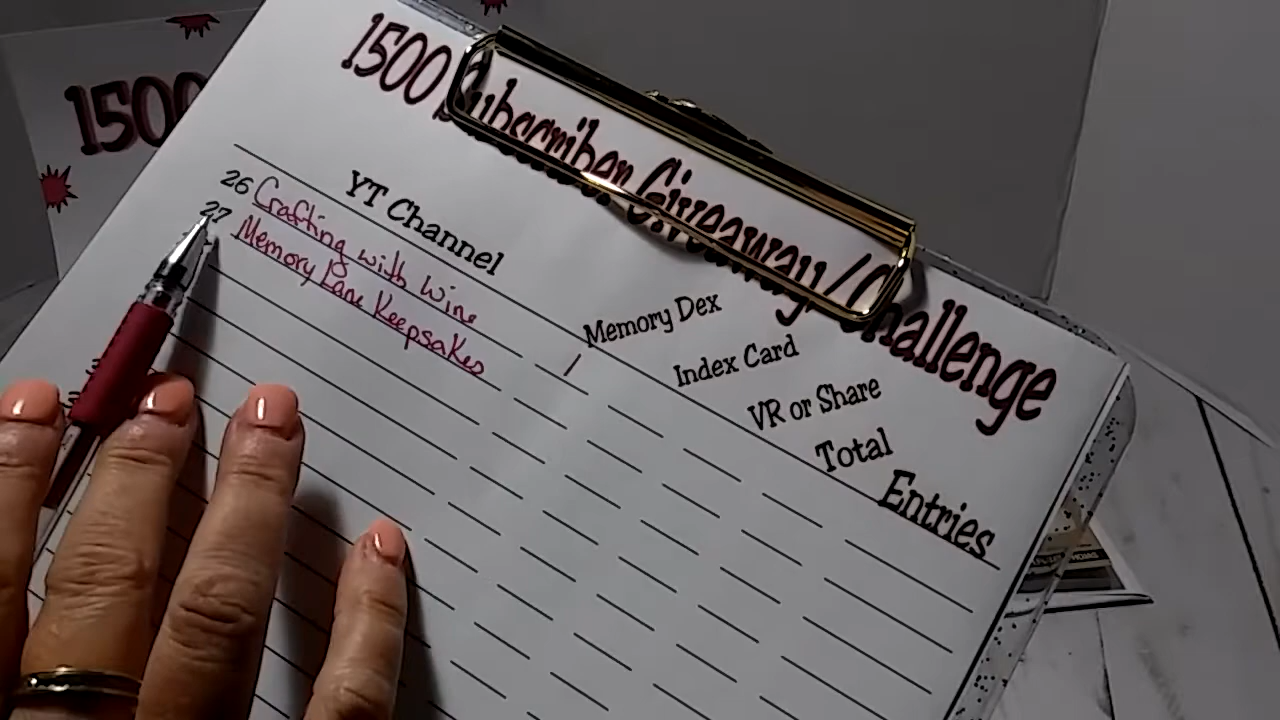 1500 Subscriber Giveaway/Challenge
1500
YT Channel
Memory Dex
Index Card
VR or Share
Total
Entries
26 Crafting with Wine
27 Memory Lane Keepsakes